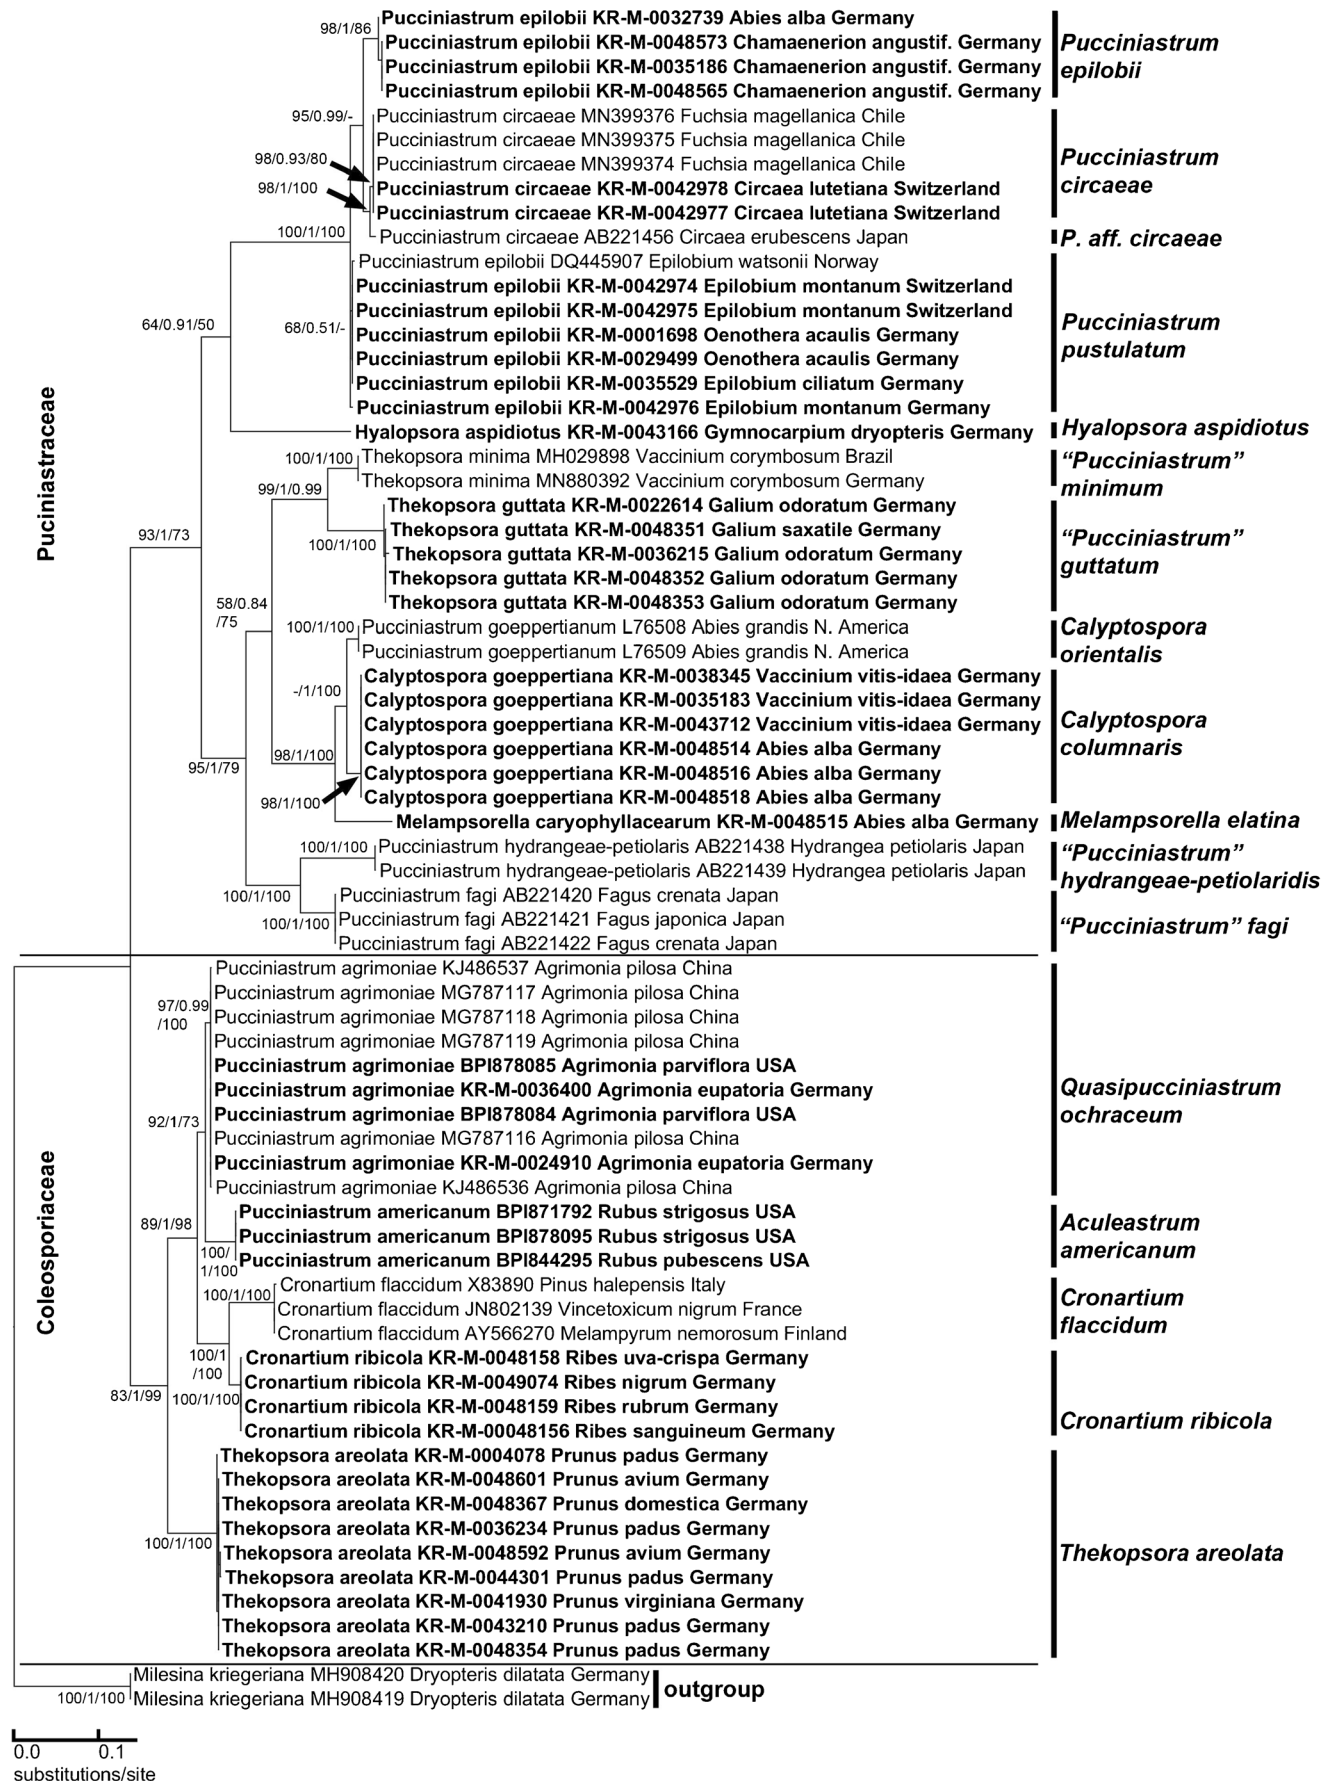 98/1/86
Pucciniastrum epilobii KR-M-0032739 Abies alba Germany
Pucciniastrum epilobii KR-M-0048573 Chamaenerion angustif. Germany
Pucciniastrum epilobii KR-M-0035186 Chamaenerion angustif. Germany
Pucciniastrum epilobii KR-M-0048565 Chamaenerion angustif. Germany
Pucciniastrum
epilobii
95/0.99/-
98/0.93/80
98/1/100
Pucciniastrum circaeae MN399376 Fuchsia magellanica Chile
Pucciniastrum circaeae MN399375 Fuchsia magellanica Chile
Pucciniastrum circaeae MN399374 Fuchsia magellanica Chile
Pucciniastrum circaeae KR-M-0042978 Circaea lutetiana Switzerland
Pucciniastrum circaeae KR-M-0042977 Circaea lutetiana Switzerland
Pucciniastrum
circaeae
100/1/100
Pucciniastrum circaeae AB221456 Circaea erubescens Japan
P. aff. circaeae
Pucciniastrum epilobii DQ445907 Epilobium watsonii Norway
Pucciniastrum epilobii KR-M-0042974 Epilobium montanum Switzerland
Pucciniastrum epilobii KR-M-0042975 Epilobium montanum Switzerland
Pucciniastrum epilobii KR-M-0001698 Oenothera acaulis Germany
Pucciniastrum epilobii KR-M-0029499 Oenothera acaulis Germany
Pucciniastrum epilobii KR-M-0035529 Epilobium ciliatum Germany
Pucciniastrum epilobii KR-M-0042976 Epilobium montanum Germany
68/0.51/-
Pucciniastrum
pustulatum
64/0.91/50
Hyalopsora aspidiotus KR-M-0043166 Gymnocarpium dryopteris Germany
Hyalopsora aspidiotus
Pucciniastraceae
93/1/73
100/1/100
Thekopsora minima MH029898 Vaccinium corymbosum Brazil
Thekopsora minima MN880392 Vaccinium corymbosum Germany
“Pucciniastrum”
minimum
99/1/0.99
100/1/100
Thekopsora guttata KR-M-0022614 Galium odoratum Germany
Thekopsora guttata KR-M-0048351 Galium saxatile Germany
Thekopsora guttata KR-M-0036215 Galium odoratum Germany
Thekopsora guttata KR-M-0048352 Galium odoratum Germany
Thekopsora guttata KR-M-0048353 Galium odoratum Germany
“Pucciniastrum”
guttatum
58/0.84
/75
100/1/100
Pucciniastrum goeppertianum L76508 Abies grandis N. America
Pucciniastrum goeppertianum L76509 Abies grandis N. America
Calyptospora
orientalis
-/1/100
Calyptospora goeppertiana KR-M-0038345 Vaccinium vitis-idaea Germany
Calyptospora goeppertiana KR-M-0035183 Vaccinium vitis-idaea Germany
Calyptospora goeppertiana KR-M-0043712 Vaccinium vitis-idaea Germany
Calyptospora goeppertiana KR-M-0048514 Abies alba Germany
Calyptospora goeppertiana KR-M-0048516 Abies alba Germany
Calyptospora goeppertiana KR-M-0048518 Abies alba Germany
Calyptospora
columnaris
98/1/100
95/1/79
98/1/100
Melampsorella caryophyllacearum KR-M-0048515 Abies alba Germany
Melampsorella elatina
100/1/100
Pucciniastrum hydrangeae-petiolaris AB221438 Hydrangea petiolaris Japan
Pucciniastrum hydrangeae-petiolaris AB221439 Hydrangea petiolaris Japan
“Pucciniastrum”
hydrangeae-petiolaridis
100/1/100
100/1/100
Pucciniastrum fagi AB221420 Fagus crenata Japan
Pucciniastrum fagi AB221421 Fagus japonica Japan
Pucciniastrum fagi AB221422 Fagus crenata Japan
“Pucciniastrum” fagi
Coleosporiaceae
97/0.99
/100
Pucciniastrum agrimoniae KJ486537 Agrimonia pilosa China
Pucciniastrum agrimoniae MG787117 Agrimonia pilosa China
Pucciniastrum agrimoniae MG787118 Agrimonia pilosa China
Pucciniastrum agrimoniae MG787119 Agrimonia pilosa China
Pucciniastrum agrimoniae BPI878085 Agrimonia parviflora USA
Pucciniastrum agrimoniae KR-M-0036400 Agrimonia eupatoria Germany
Pucciniastrum agrimoniae BPI878084 Agrimonia parviflora USA
Pucciniastrum agrimoniae MG787116 Agrimonia pilosa China
Pucciniastrum agrimoniae KR-M-0024910 Agrimonia eupatoria Germany
Pucciniastrum agrimoniae KJ486536 Agrimonia pilosa China
Quasipucciniastrum
ochraceum
92/1/73
89/1/98
Pucciniastrum americanum BPI871792 Rubus strigosus USA
Pucciniastrum americanum BPI878095 Rubus strigosus USA
Pucciniastrum americanum BPI844295 Rubus pubescens USA
100/
1/100
Aculeastrum
americanum
100/1/100
Cronartium flaccidum X83890 Pinus halepensis Italy
Cronartium flaccidum JN802139 Vincetoxicum nigrum France
Cronartium flaccidum AY566270 Melampyrum nemorosum Finland
Cronartium
flaccidum
100/1
/100
83/1/99
100/1/100
Cronartium ribicola KR-M-0048158 Ribes uva-crispa Germany
Cronartium ribicola KR-M-0049074 Ribes nigrum Germany
Cronartium ribicola KR-M-0048159 Ribes rubrum Germany
Cronartium ribicola KR-M-00048156 Ribes sanguineum Germany
Cronartium ribicola
Thekopsora areolata KR-M-0004078 Prunus padus Germany
Thekopsora areolata KR-M-0048601 Prunus avium Germany
Thekopsora areolata KR-M-0048367 Prunus domestica Germany
Thekopsora areolata KR-M-0036234 Prunus padus Germany
Thekopsora areolata KR-M-0048592 Prunus avium Germany
Thekopsora areolata KR-M-0044301 Prunus padus Germany
Thekopsora areolata KR-M-0041930 Prunus virginiana Germany
Thekopsora areolata KR-M-0043210 Prunus padus Germany
Thekopsora areolata KR-M-0048354 Prunus padus Germany
100/1/100
Thekopsora areolata
Milesina kriegeriana MH908420 Dryopteris dilatata Germany
Milesina kriegeriana MH908419 Dryopteris dilatata Germany
100/1/100
outgroup
0.0 0.1
substitutions/site